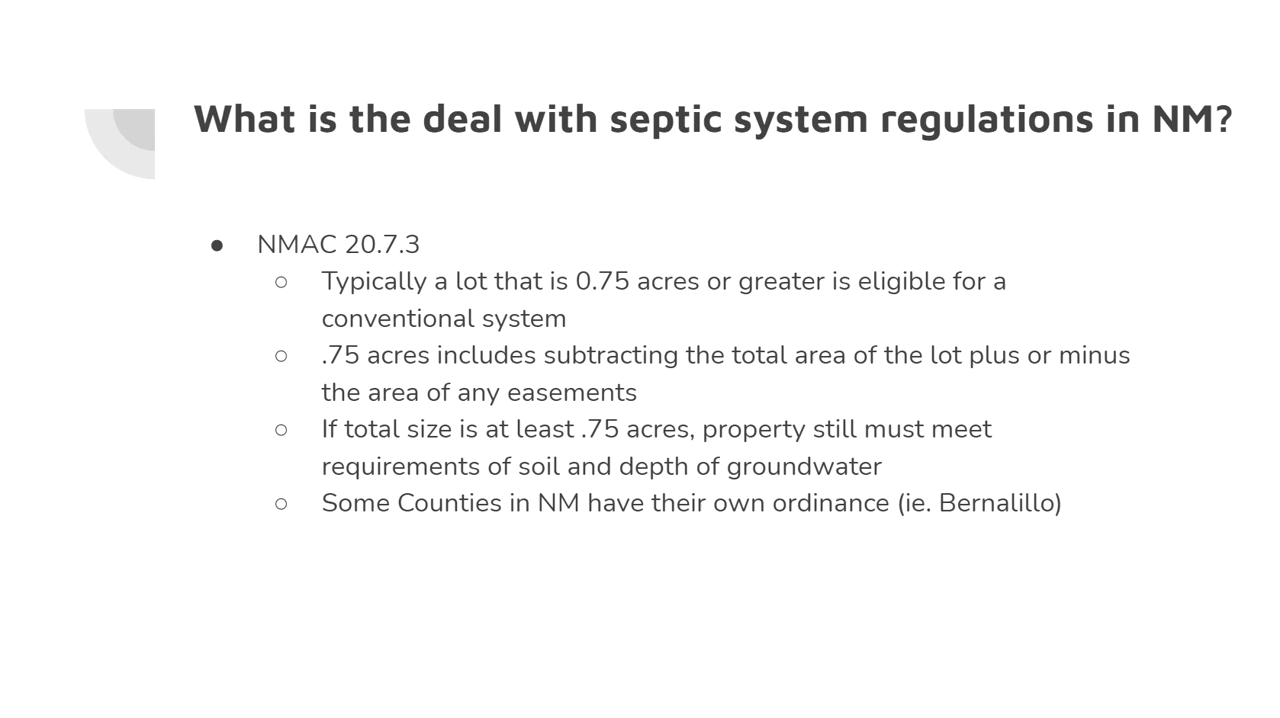 What is the deal with septic system regulations in NM?
● NMAC 20.7.3
○ Typically a lot that is 0.75 acres or greater is eligible for a
conventional system
○ .75 acres includes subtracting the total area of the lot plus or minus
the area of any easements
○ If total size is at least .75 acres, property still must meet
requirements of soil and depth of groundwater
○ Some Counties in NM have their own ordinance (ie. Bernalillo)